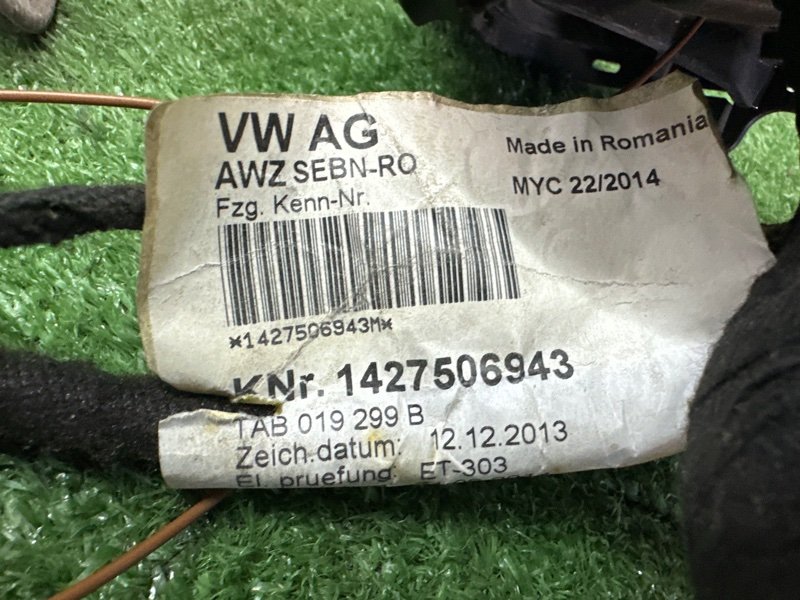 VW AG
AWZ SEBN-RO
Fzg. Kenn-Nr.
Made in Romania
MYC 22/2014
*1427506943M*
KNr. 1427506943
TAB 019 299 B
Zeich.datum: 12.12.2013
El. pruefung: ET-303